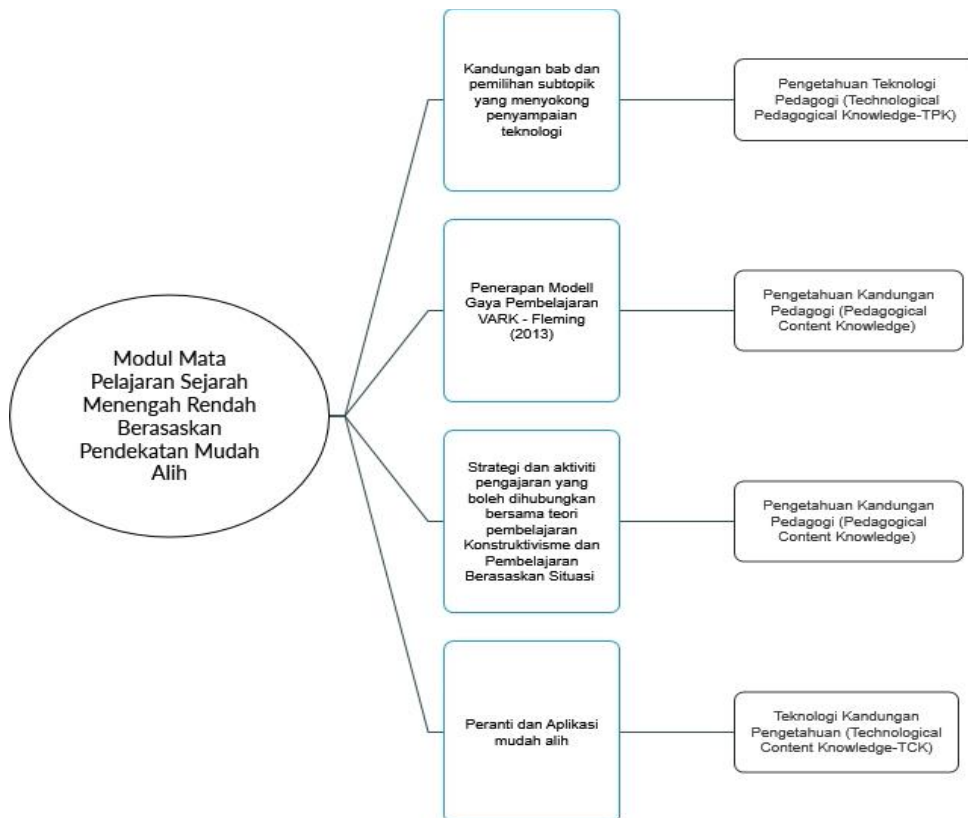 Kandungan bab dan
pemilihan subtopik
yang menyokong
penyampaian
teknologi
Pengetahuan Teknologi
Pedagogi (Technological
Pedagogical Knowledge-TPK)
Penerapan Modell
Gaya Pembelajaran
VARK - Fleming
(2013)
Pengetahuan Kandungan
Pedagogi (Pedagogical
Content Knowledge)
Modul Mata
Pelajaran Sejarah
Menengah Rendah
Berasaskan
Pendekatan Mudah
Alih
Strategi dan aktiviti
pengajaran yang
boleh dihubungkan
bersama teori
pembelajaran
Konstruktivisme dan
Pembelajaran
Berasaskan Situasi
Pengetahuan Kandungan
Pedagogi (Pedagogical
Content Knowledge)
Peranti dan Aplikasi
mudah alih
Teknologi Kandungan
Pengetahuan (Technological
Content Knowledge-TCK)